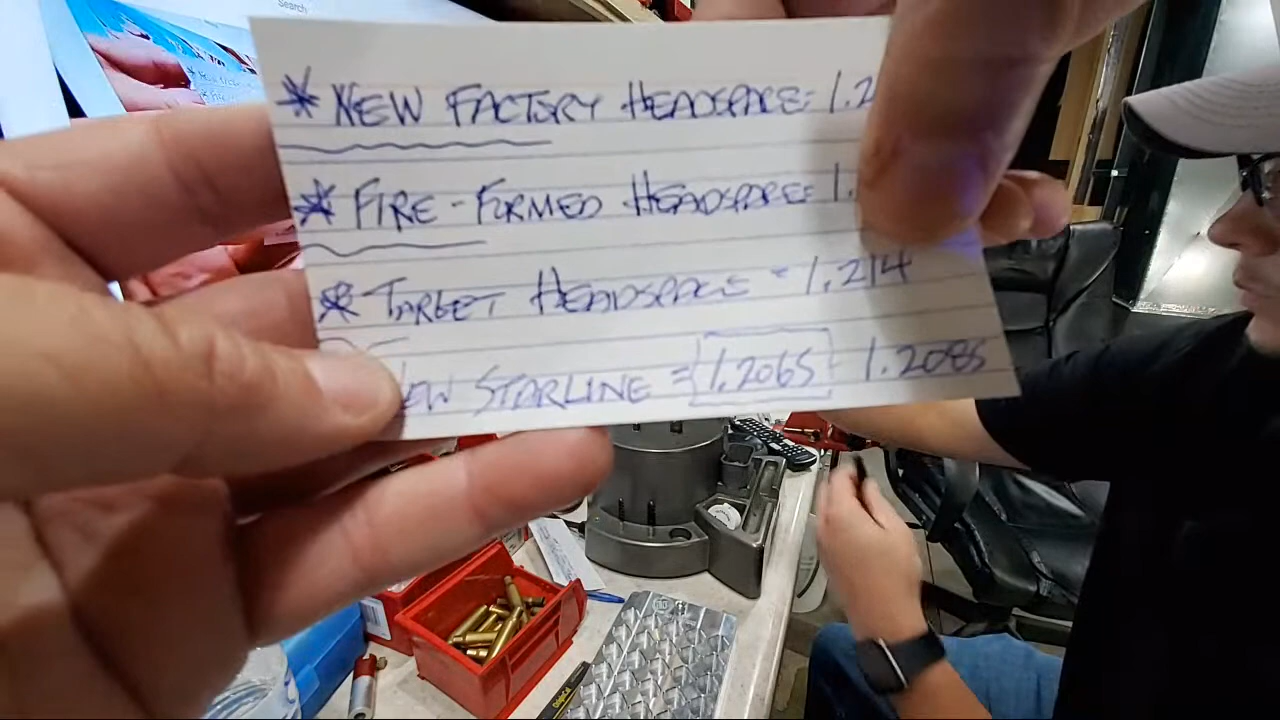 Search
* NEW FACTORY HEADSPACE = 1.2
* FIRE-FORMED HEADSPACE = 1.
* TARGET HEADSPACE = 1.214
EW STARLINE = 1.2065 1.2085